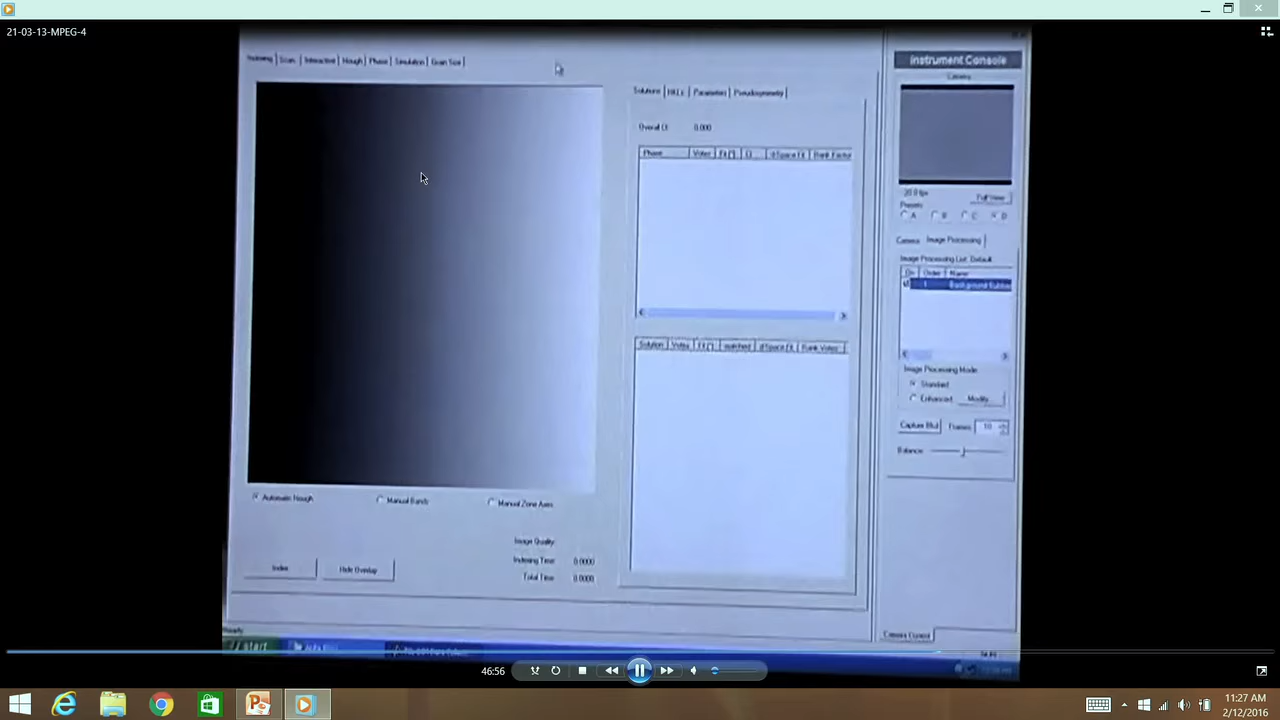 21-03-13-MPEG-4
Indexing Scan Interactive Hough Phase Simulation Grain Size
Instrument Console
Camera
Solutions HKLs Parameters Pseudosymmetry
Overall CI: 0.000
Phase Votes Fit CI d-Space Fit Rank Factor
20.0 fps
Full View
Presets
A B C D
Camera Image Processing
Image Processing List: Default
On Order Name
1 Background Subtrac
Solution Votes Fit matched d-Space Fit Rank Votes
Image Processing Mode
Standard
Enhanced Modify...
Capture Bkd Frames 10
Balance
Automatic Hough Manual Bands Manual Zone Axes
Image Quality:
Indexing Time: 0.0000
Total Time: 0.0000
Index Hide Overlay
Ready
Camera Control
start
46:56
11:27 AM
2/12/2016